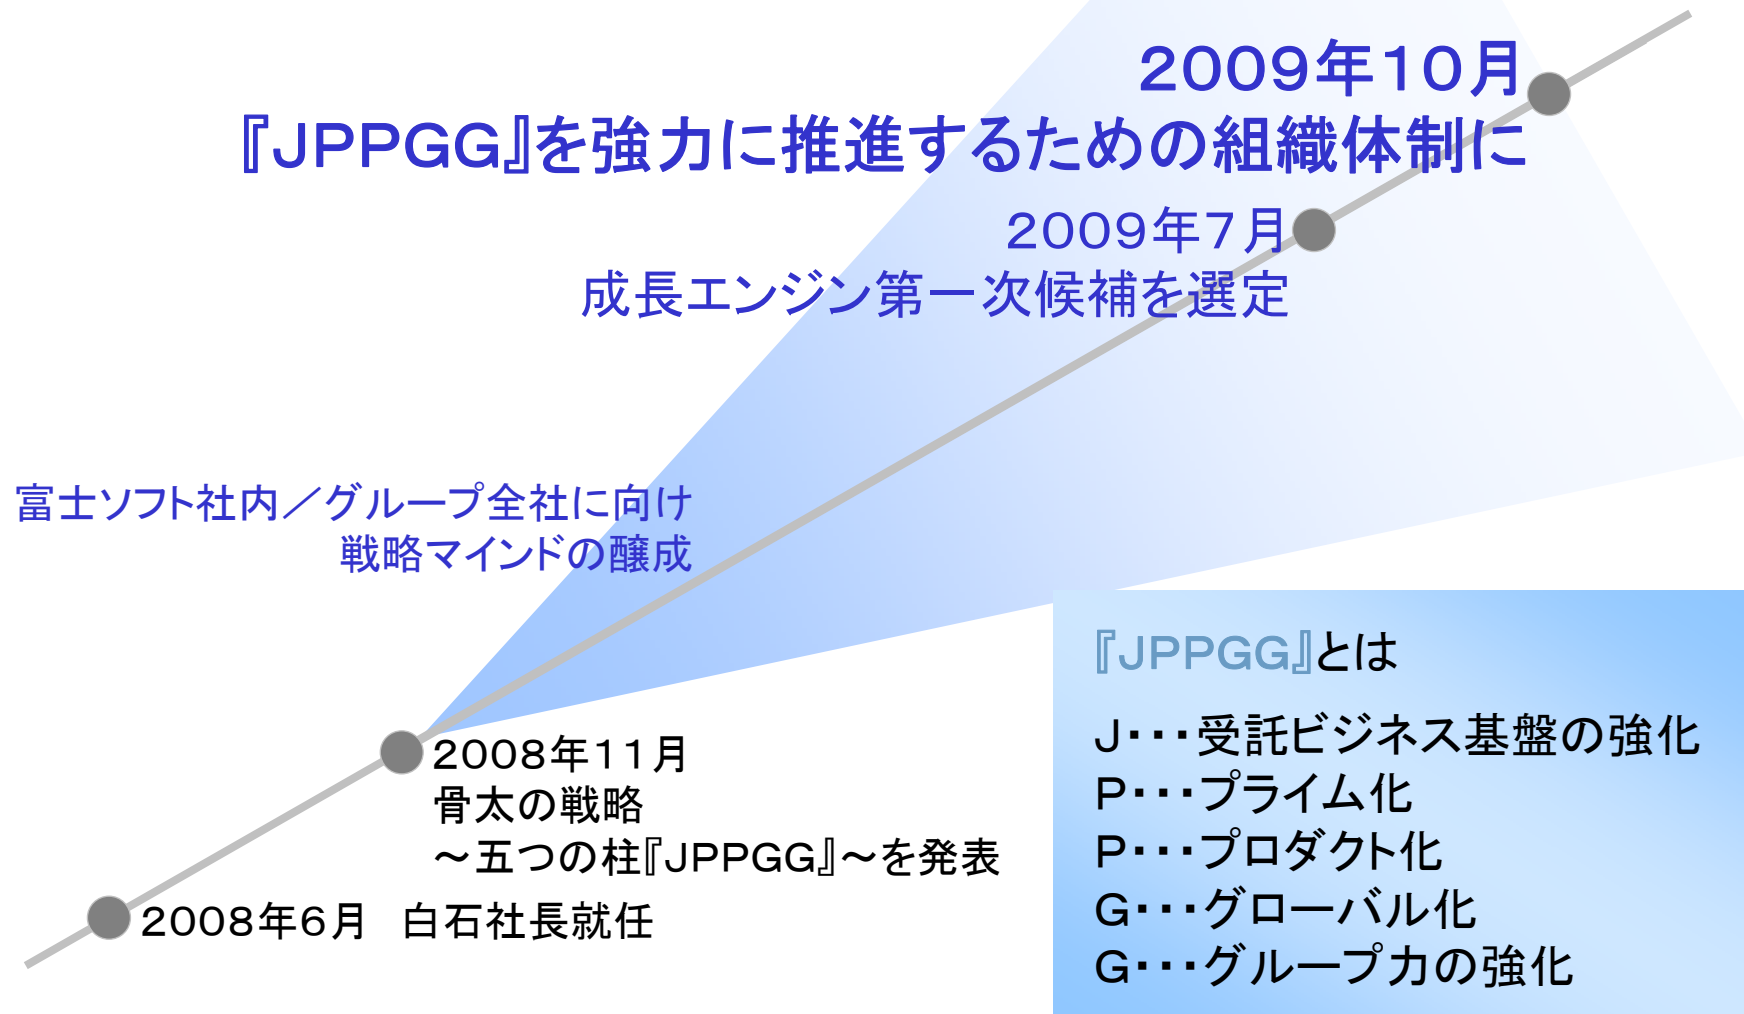 2009年10月
『JPPGG』を強力に推進するための組織体制に
2009年7月
成長エンジン第一次候補を選定
富士ソフト社内／グループ全社に向け
戦略マインドの醸成
2008年11月
骨太の戦略
～五つの柱『JPPGG』～を発表
2008年6月　白石社長就任
『JPPGG』とは
J・・・受託ビジネス基盤の強化
P・・・プライム化
P・・・プロダクト化
G・・・グローバル化
G・・・グループ力の強化